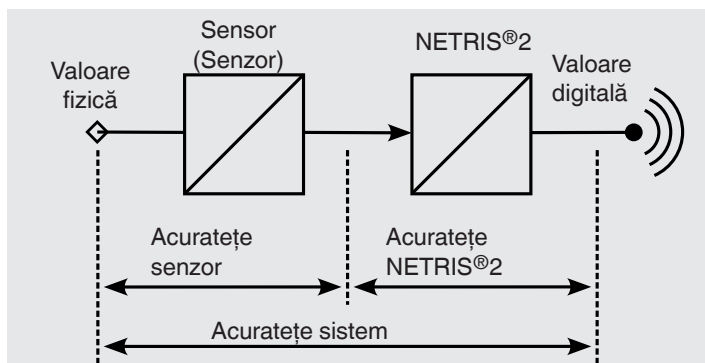 Sensor
(Senzor)
NETRIS®2
Valoare
fizică
Valoare
digitală
Acuratețe
senzor
Acuratețe
NETRIS®2
Acuratețe sistem